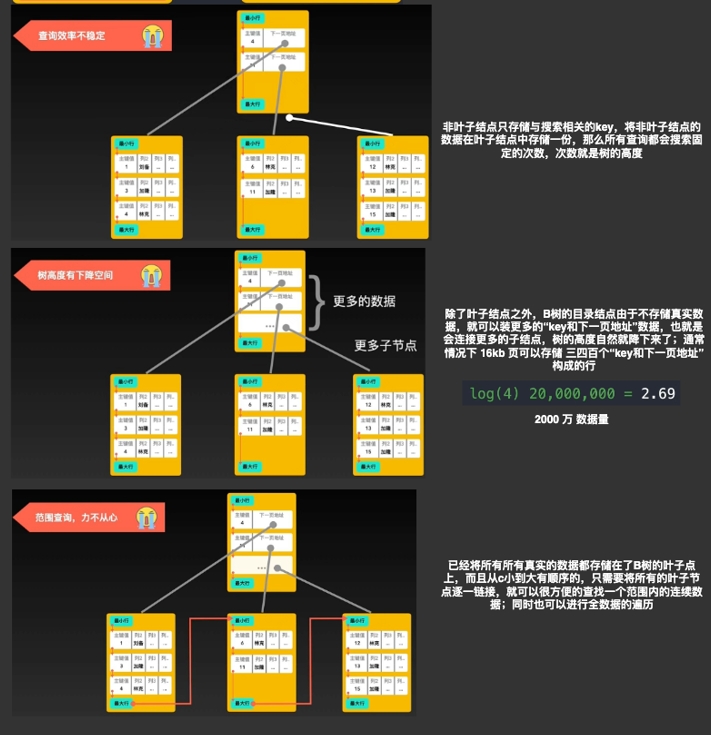 查询效率不稳定
最小行
主键值 下一页地址
4
11
最大行
最小行
主键值 列2 列3 列..
1 刘备 ... ...
主键值 列2 列3 列..
3 加隆 ... ...
主键值 列2 列3 列..
4 林克 ... ...
最大行
最小行
主键值 列2 列3 列..
6 林克 ... ...
主键值 列2 列3 列..
11 加隆 ... ...
最大行
最小行
主键值 列2 列3 列..
12 林克 ... ...
主键值 列2 列3 列..
13 加隆 ... ...
主键值 列2 列3 列..
15 加隆 ... ...
最大行
非叶子结点只存储与搜索相关的key，将非叶子结点的
数据在叶子结点中存储一份，那么所有查询都会搜索固
定的次数，次数就是树的高度
树高度有下降空间
最小行
主键值 下一页地址
4
11
...
最大行
更多的数据
更多子节点
最小行
主键值 列2 列3 列..
1 刘备 ... ...
主键值 列2 列3 列..
3 加隆 ... ...
主键值 列2 列3 列..
4 林克 ... ...
最大行
最小行
主键值 列2 列3 列..
6 林克 ... ...
主键值 列2 列3 列..
11 加隆 ... ...
最大行
最小行
主键值 列2 列3 列..
12 林克 ... ...
主键值 列2 列3 列..
13 加隆 ... ...
主键值 列2 列3 列..
15 加隆 ... ...
最大行
除了叶子结点之外，B树的目录结点由于不存储真实数
据，就可以装更多的“key和下一页地址”数据，也就是
会连接更多的子结点，树的高度自然就降下来了；通常
情况下 16kb 页可以存储 三四百个“key和下一页地址”
构成的行
log(4) 20,000,000 = 2.69
2000 万 数据量
范围查询，力不从心
最小行
主键值 下一页地址
4
11
...
最大行
最小行
主键值 列2 列3 列..
1 刘备 ... ...
主键值 列2 列3 列..
3 加隆 ... ...
主键值 列2 列3 列..
4 林克 ... ...
最大行
最小行
主键值 列2 列3 列..
6 林克 ... ...
主键值 列2 列3 列..
11 加隆 ... ...
最大行
最小行
主键值 列2 列3 列..
12 林克 ... ...
主键值 列2 列3 列..
13 加隆 ... ...
主键值 列2 列3 列..
15 加隆 ... ...
最大行
已经将所有所有真实的数据都存储在了B树的叶子点
上，而且从c小到大有顺序的，只需要将所有的叶子节
点逐一链接，就可以很方便的查找一个范围内的连续数
据；同时也可以进行全数据的遍历